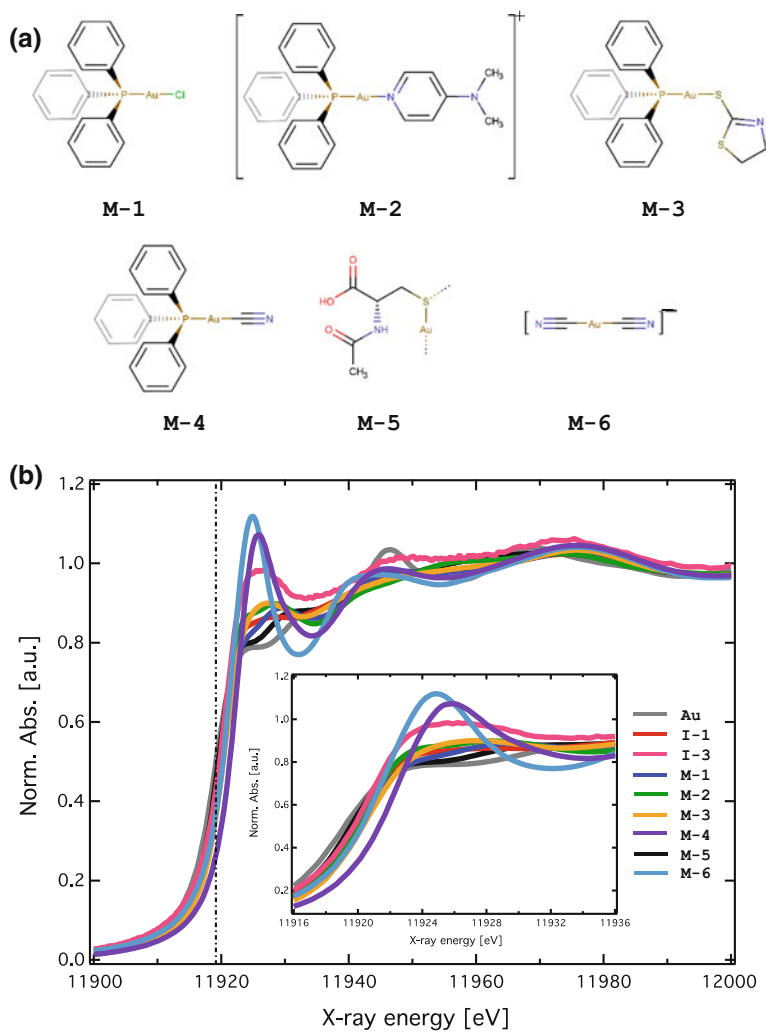 (a)
P Au Cl
P Au N N CH3 CH3
+
P Au S S N
M-1 M-2 M-3
P Au N
O HO NH O CH3 S Au
[ N Au N ]
M-4 M-5 M-6
(b)
Norm. Abs. [a.u.]
1.2
1.0
0.8
0.6
0.4
0.2
0.0
11900 11920 11940 11960 11980 12000
X-ray energy [eV]
Norm. Abs. [a.u.]
1.2
1.0
0.8
0.6
0.4
0.2
11916 11920 11924 11928 11932 11936
X-ray energy [eV]
Au
I-1
I-3
M-1
M-2
M-3
M-4
M-5
M-6